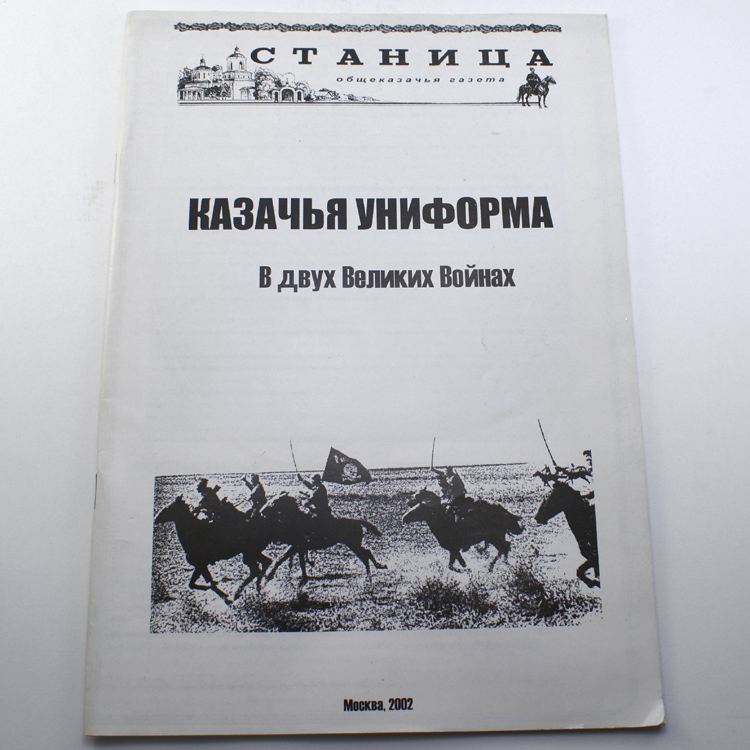 СТАНИЦА
общеказачья газета
КАЗАЧЬЯ УНИФОРМА
В двух Великих Войнах
Москва, 2002